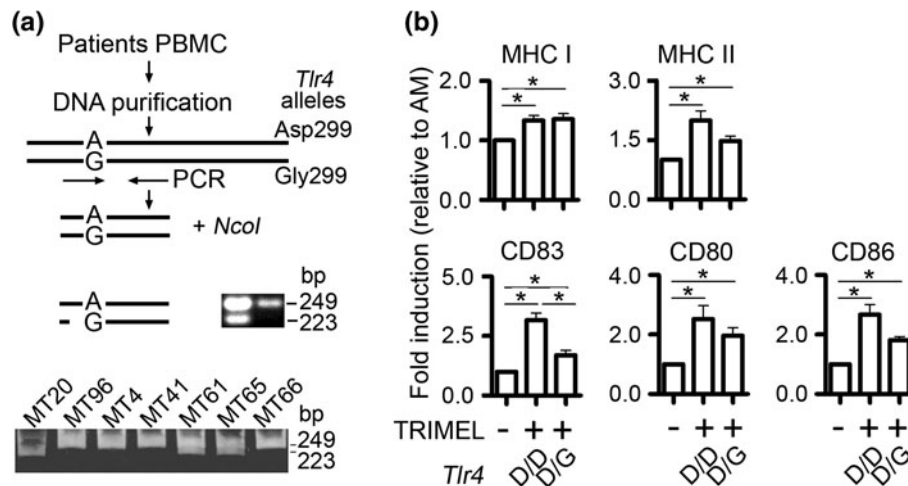 (a)
Patients PBMC
DNA purification
Tlr4
alleles
A
Asp299
G
Gly299
PCR
A
G
+ NcoI
bp
A
249
G
223
MT20 MT96 MT4 MT41 MT61 MT65 MT66
bp
249
223
(b)
Fold induction (relative to AM)
MHC I
2.0
1.0
0.0
* *
MHC II
3.0
1.5
0.0
* *
CD83
5.0
2.5
0.0
*
* *
CD80
4.0
2.0
0.0
*
*
CD86
4.0
2.0
0.0
*
*
TRIMEL - + + - + + - + +
Tlr4 D/D D/G D/D D/G D/D D/G